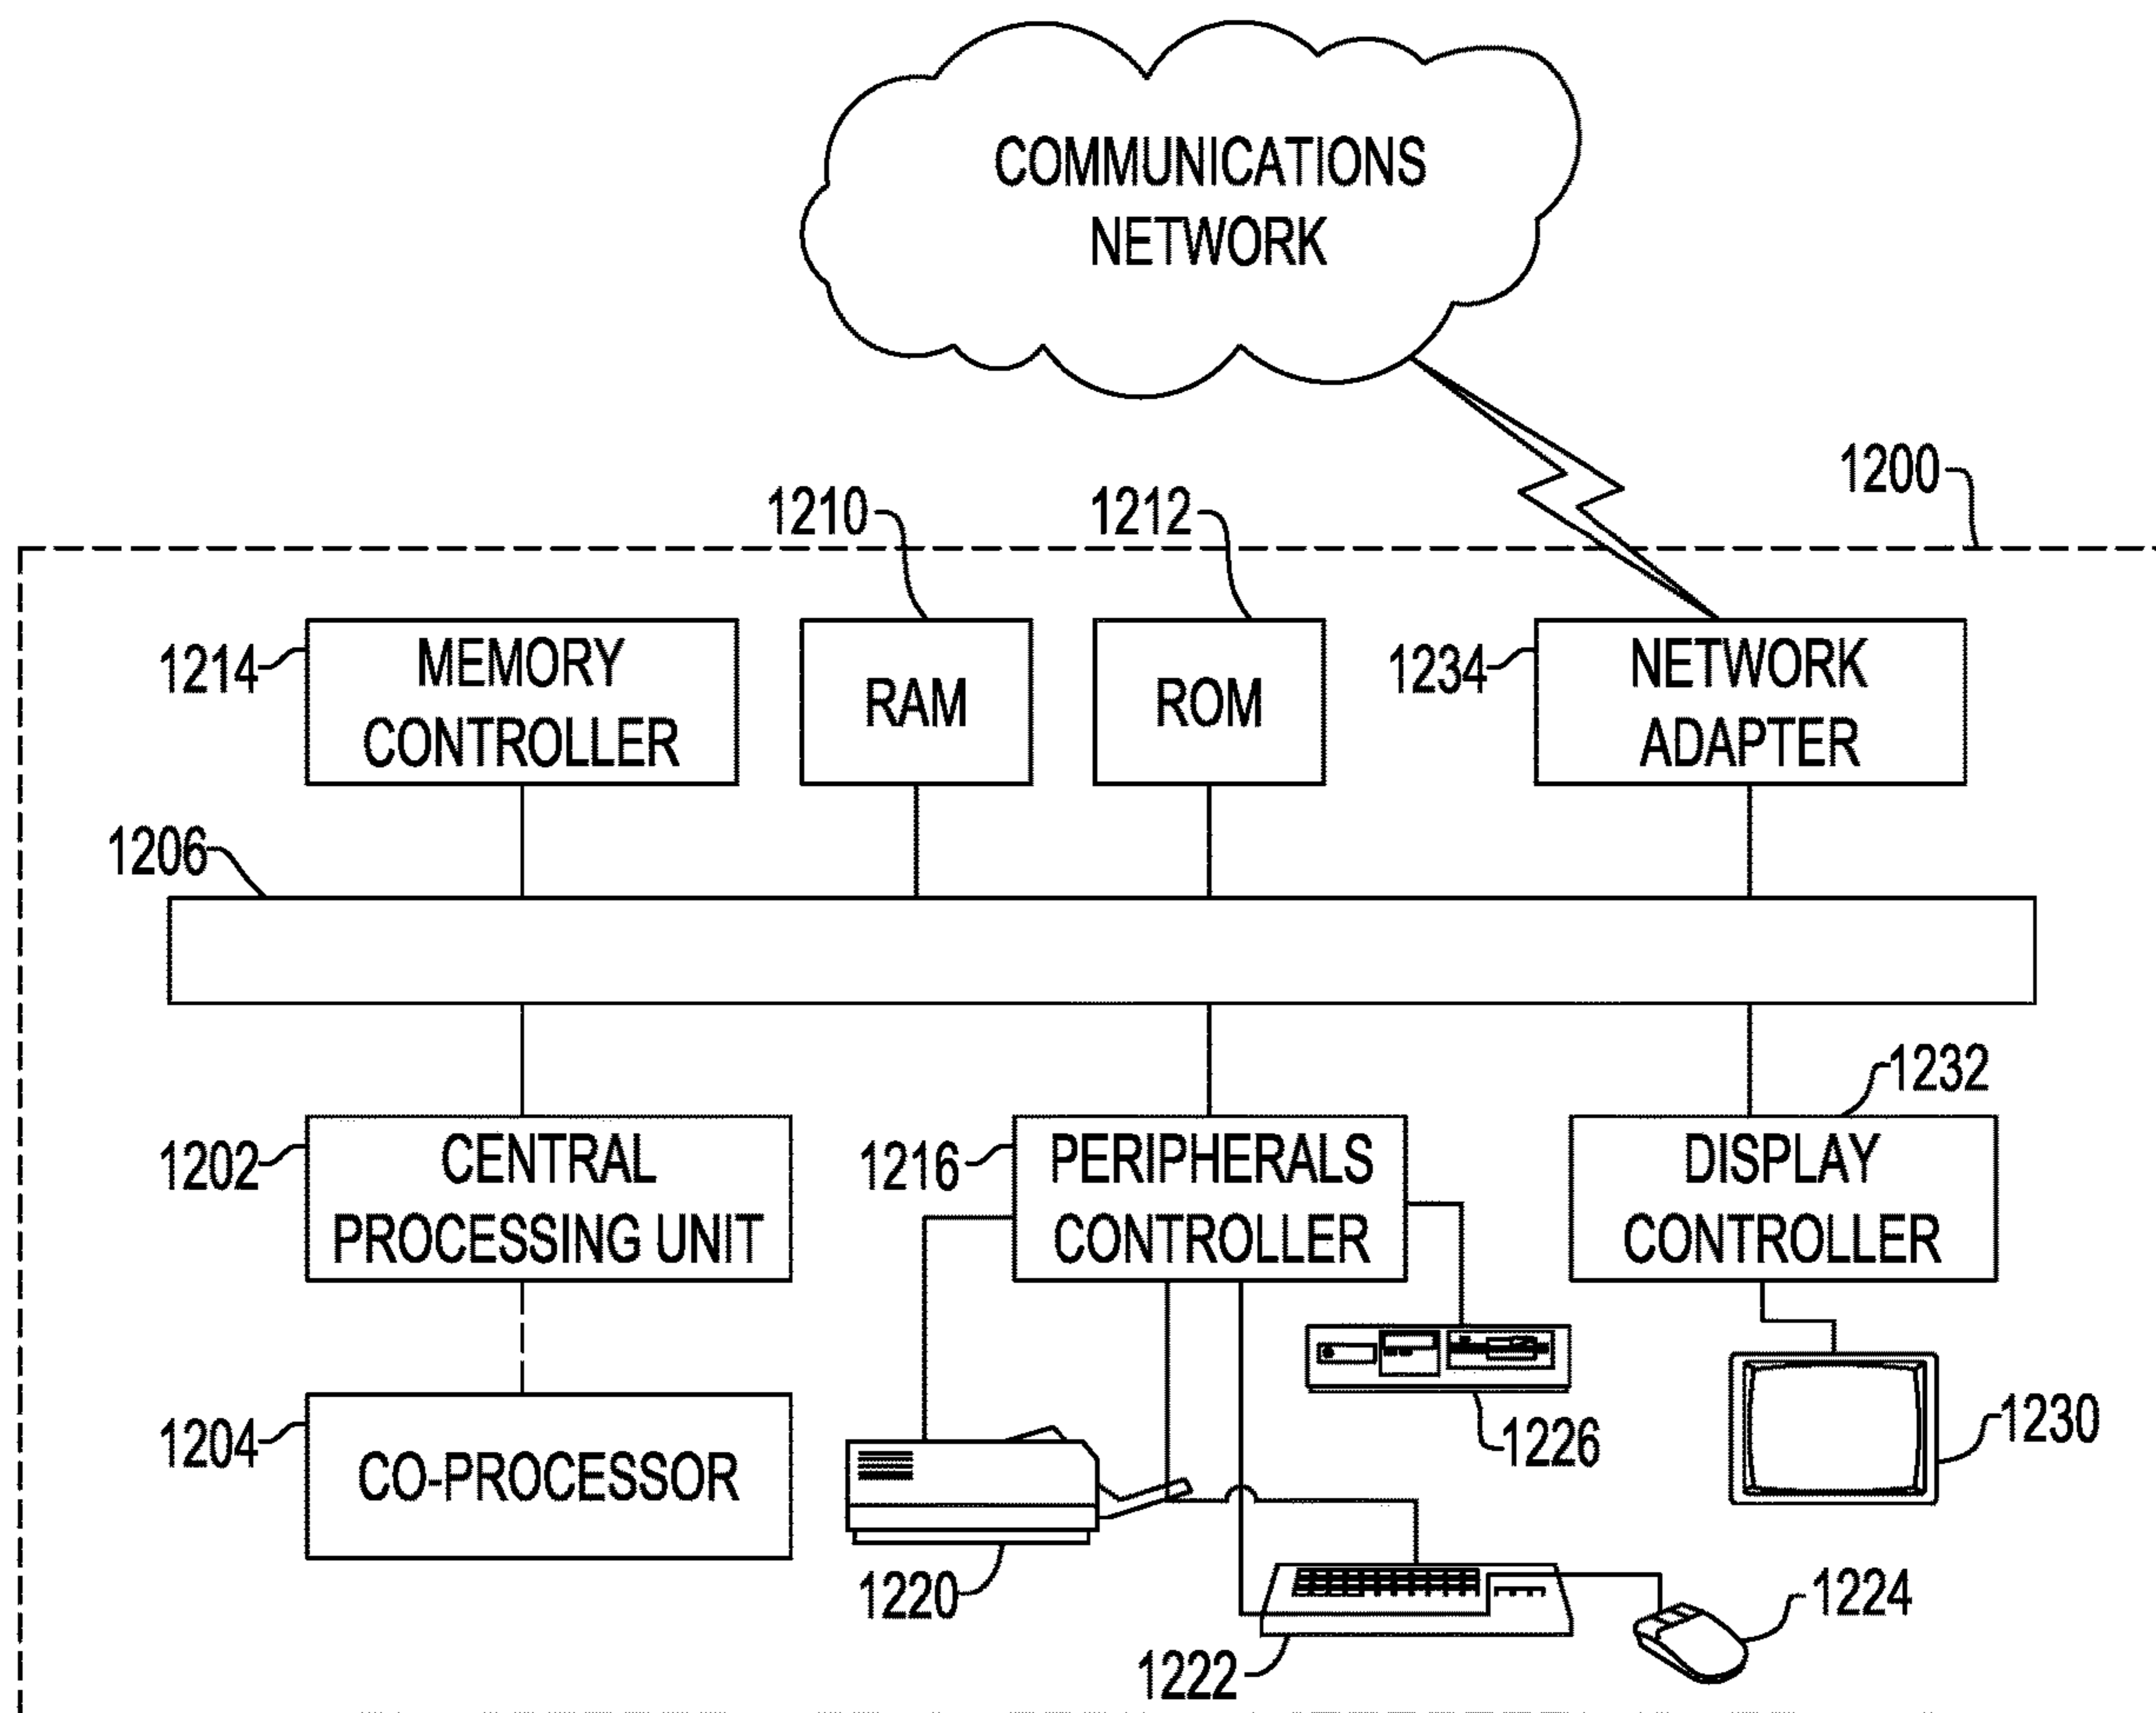 COMMUNICATIONS
NETWORK
1200
1210
1212
1214
MEMORY
CONTROLLER
RAM
ROM
1234
NETWORK
ADAPTER
1206
1232
1202
CENTRAL
PROCESSING UNIT
1216
PERIPHERALS
CONTROLLER
DISPLAY
CONTROLLER
1204
CO-PROCESSOR
1226
1230
1220
1222
1224